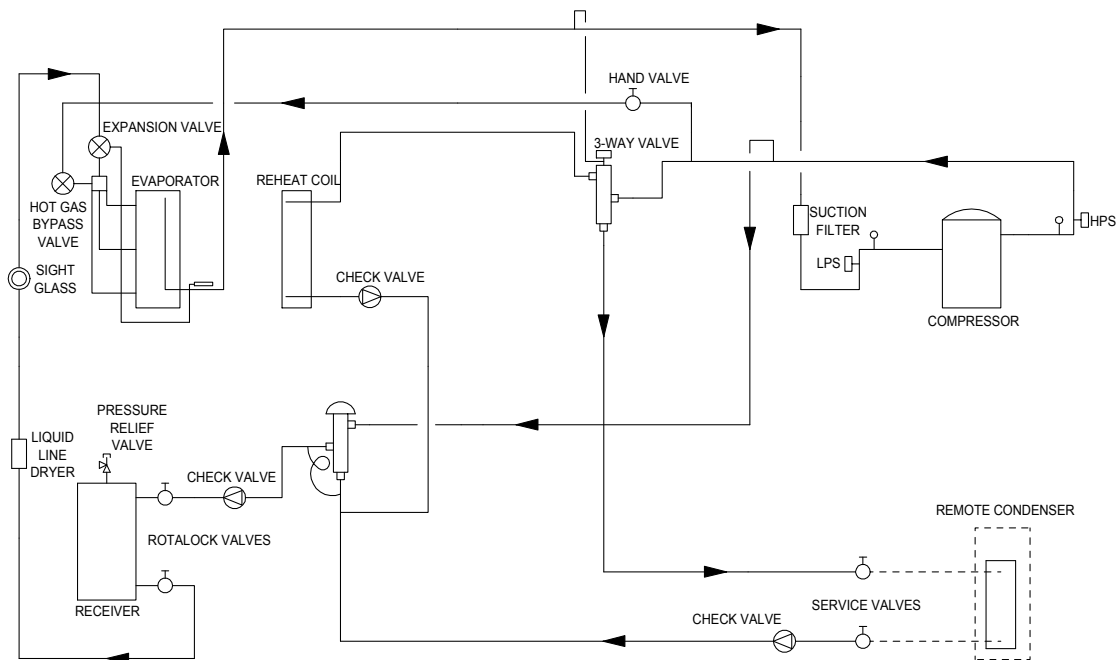 HAND VALVE
EXPANSION VALVE
3-WAY VALVE
EVAPORATOR
REHEAT COIL
HOT GAS
BYPASS
VALVE
SUCTION
FILTER
HPS
LPS
SIGHT
GLASS
CHECK VALVE
COMPRESSOR
PRESSURE
RELIEF
VALVE
LIQUID
LINE
DRYER
CHECK VALVE
REMOTE CONDENSER
ROTALOCK VALVES
RECEIVER
SERVICE VALVES
CHECK VALVE